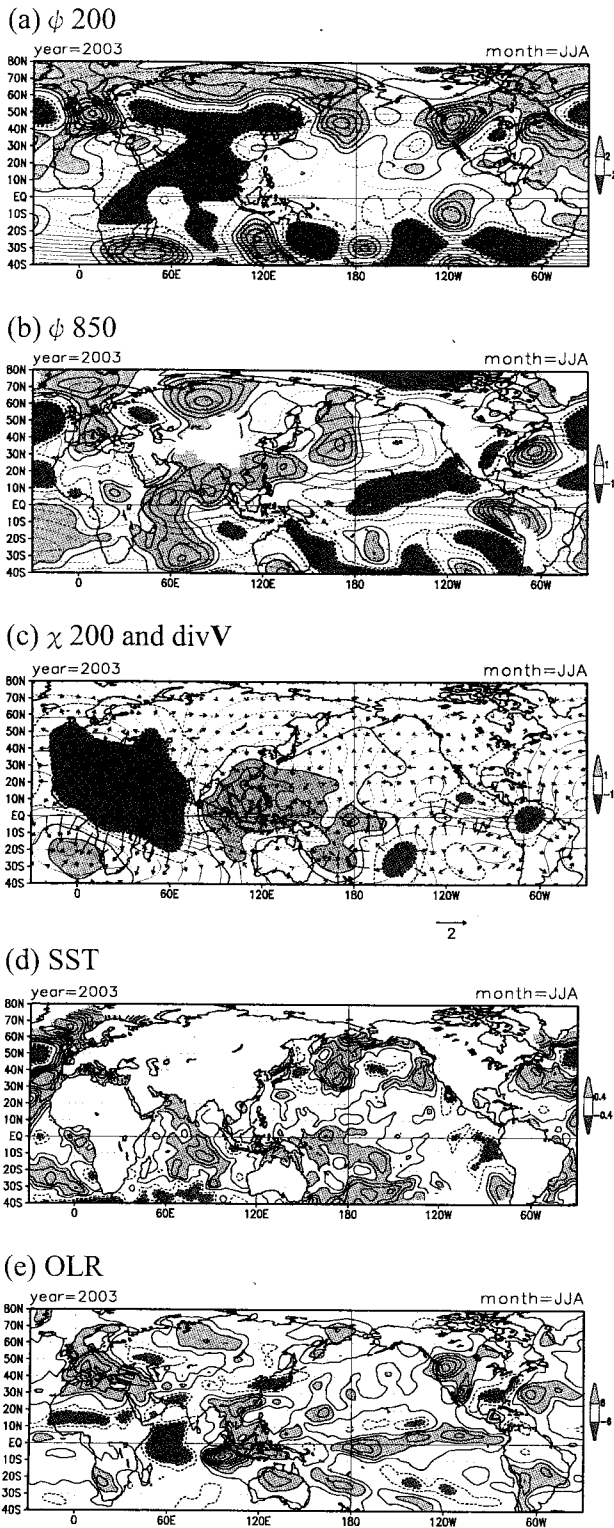 (a) ψ 200
year=2003 month=JJA
80N
70N
60N
50N
40N
30N
20N
10N
EQ
10S
20S
30S
40S
0 60E 120E 180 120W 60W
2
-2
(b) ψ 850
year=2003 month=JJA
80N
70N
60N
50N
40N
30N
20N
10N
EQ
10S
20S
30S
40S
0 60E 120E 180 120W 60W
1
-1
(c) χ 200 and divV
year=2003 month=JJA
80N
70N
60N
50N
40N
30N
20N
10N
EQ
10S
20S
30S
40S
0 60E 120E 180 120W 60W
1
-1
2
(d) SST
year=2003 month=JJA
80N
70N
60N
50N
40N
30N
20N
10N
EQ
10S
20S
30S
40S
0 60E 120E 180 120W 60W
0.4
-0.4
(e) OLR
year=2003 month=JJA
80N
70N
60N
50N
40N
30N
20N
10N
EQ
10S
20S
30S
40S
0 60E 120E 180 120W 60W